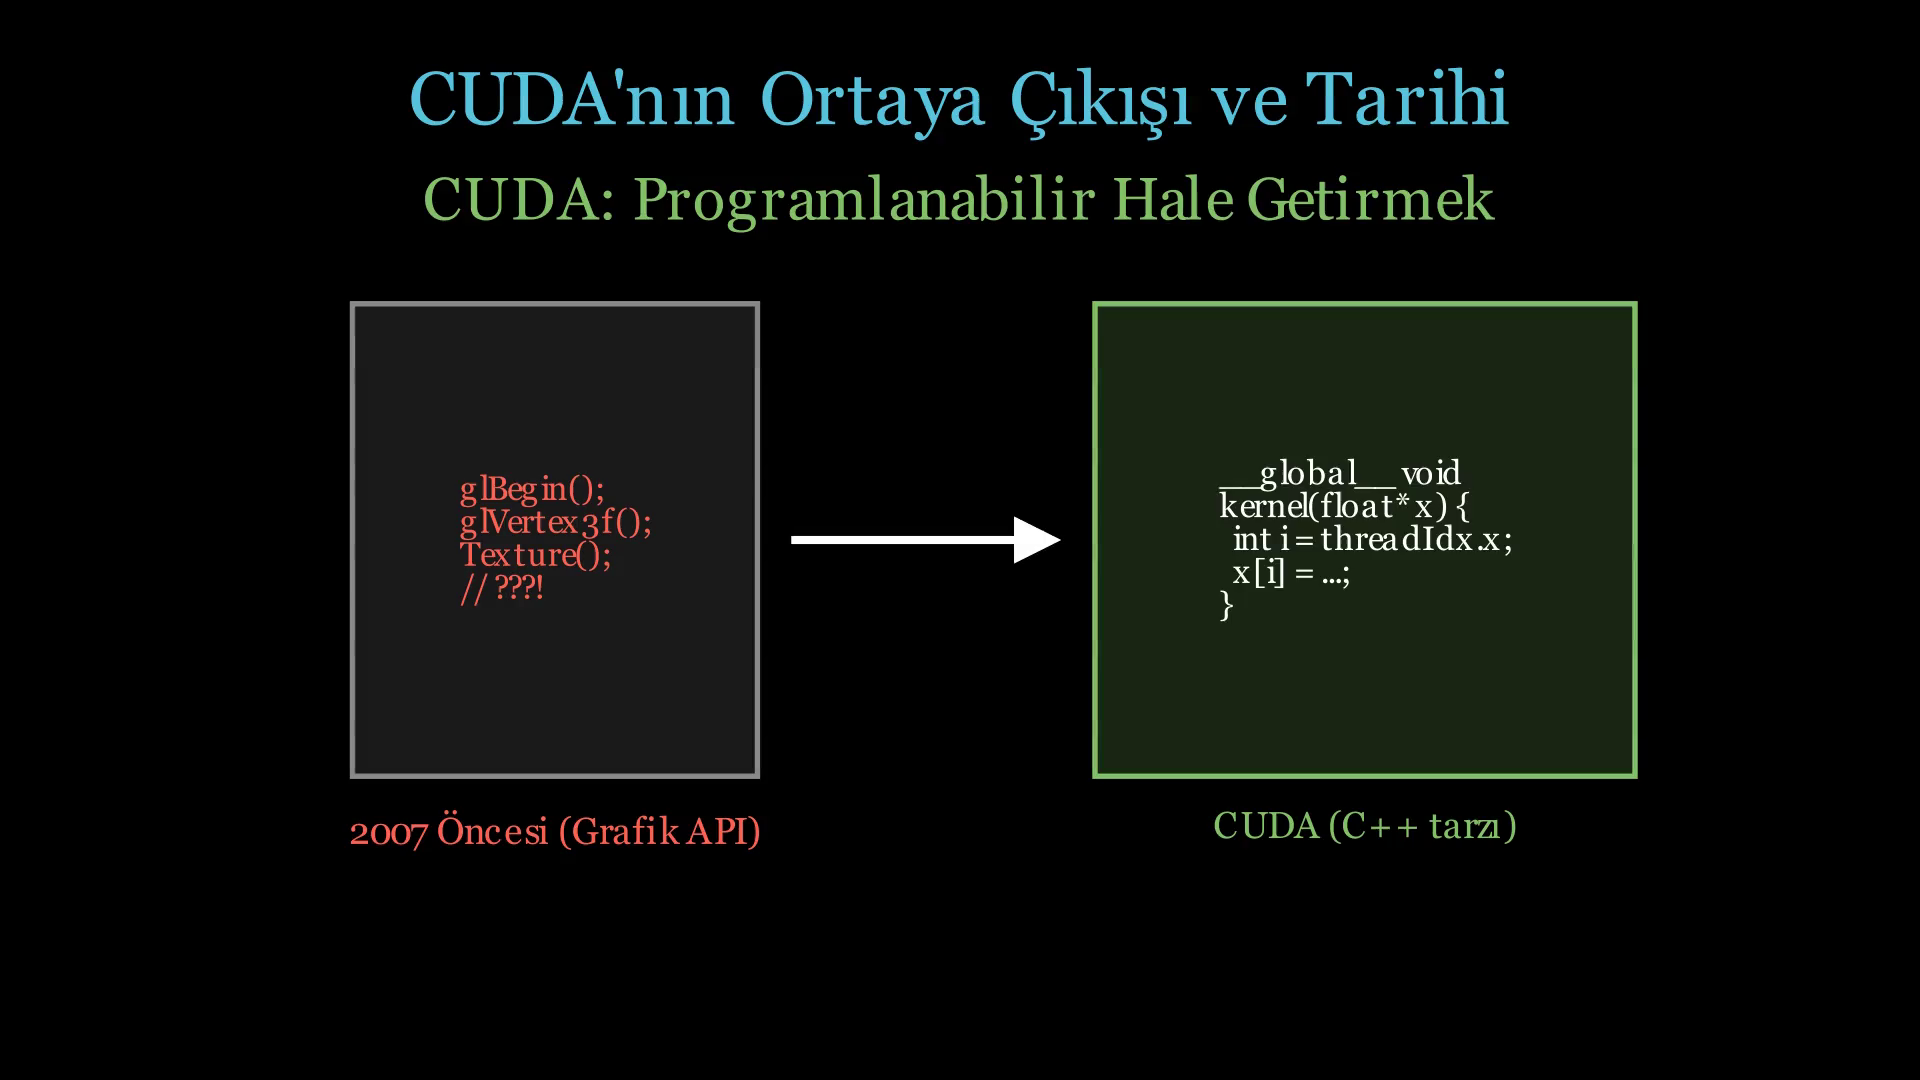 CUDA'nın Ortaya Çıkışı ve Tarihi
CUDA: Programlanabilir Hale Getirmek
glBegin();
glVertex3f();
Texture();
// ???!
__global__ void
kernel(float* x) {
  int i = threadIdx.x;
  x[i] = ...;
}
2007 Öncesi (Grafik API)
CUDA (C++ tarzı)